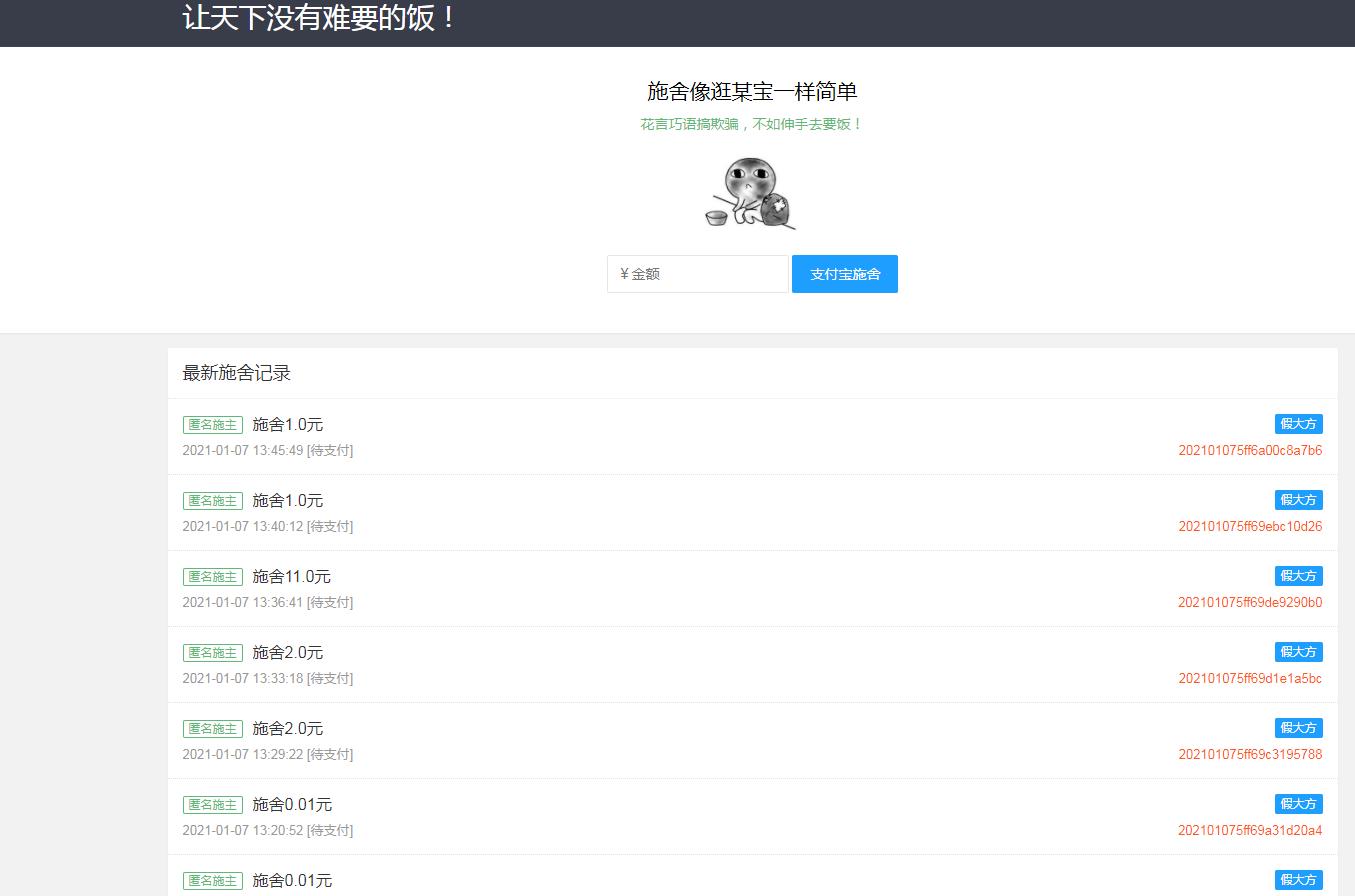 让天下没有难要的饭！
施舍像逛某宝一样简单
花言巧语搞欺骗，不如伸手去要饭！
￥金额 支付宝施舍
最新施舍记录
匿名施主 施舍1.0元 假大方
2021-01-07 13:45:49 [待支付] 202101075ff6a00c8a7b6
匿名施主 施舍1.0元 假大方
2021-01-07 13:40:12 [待支付] 202101075ff69ebc10d26
匿名施主 施舍11.0元 假大方
2021-01-07 13:36:41 [待支付] 202101075ff69de9290b0
匿名施主 施舍2.0元 假大方
2021-01-07 13:33:18 [待支付] 202101075ff69d1e1a5bc
匿名施主 施舍2.0元 假大方
2021-01-07 13:29:22 [待支付] 202101075ff69c3195788
匿名施主 施舍0.01元 假大方
2021-01-07 13:20:52 [待支付] 202101075ff69a31d20a4
匿名施主 施舍0.01元 假大方